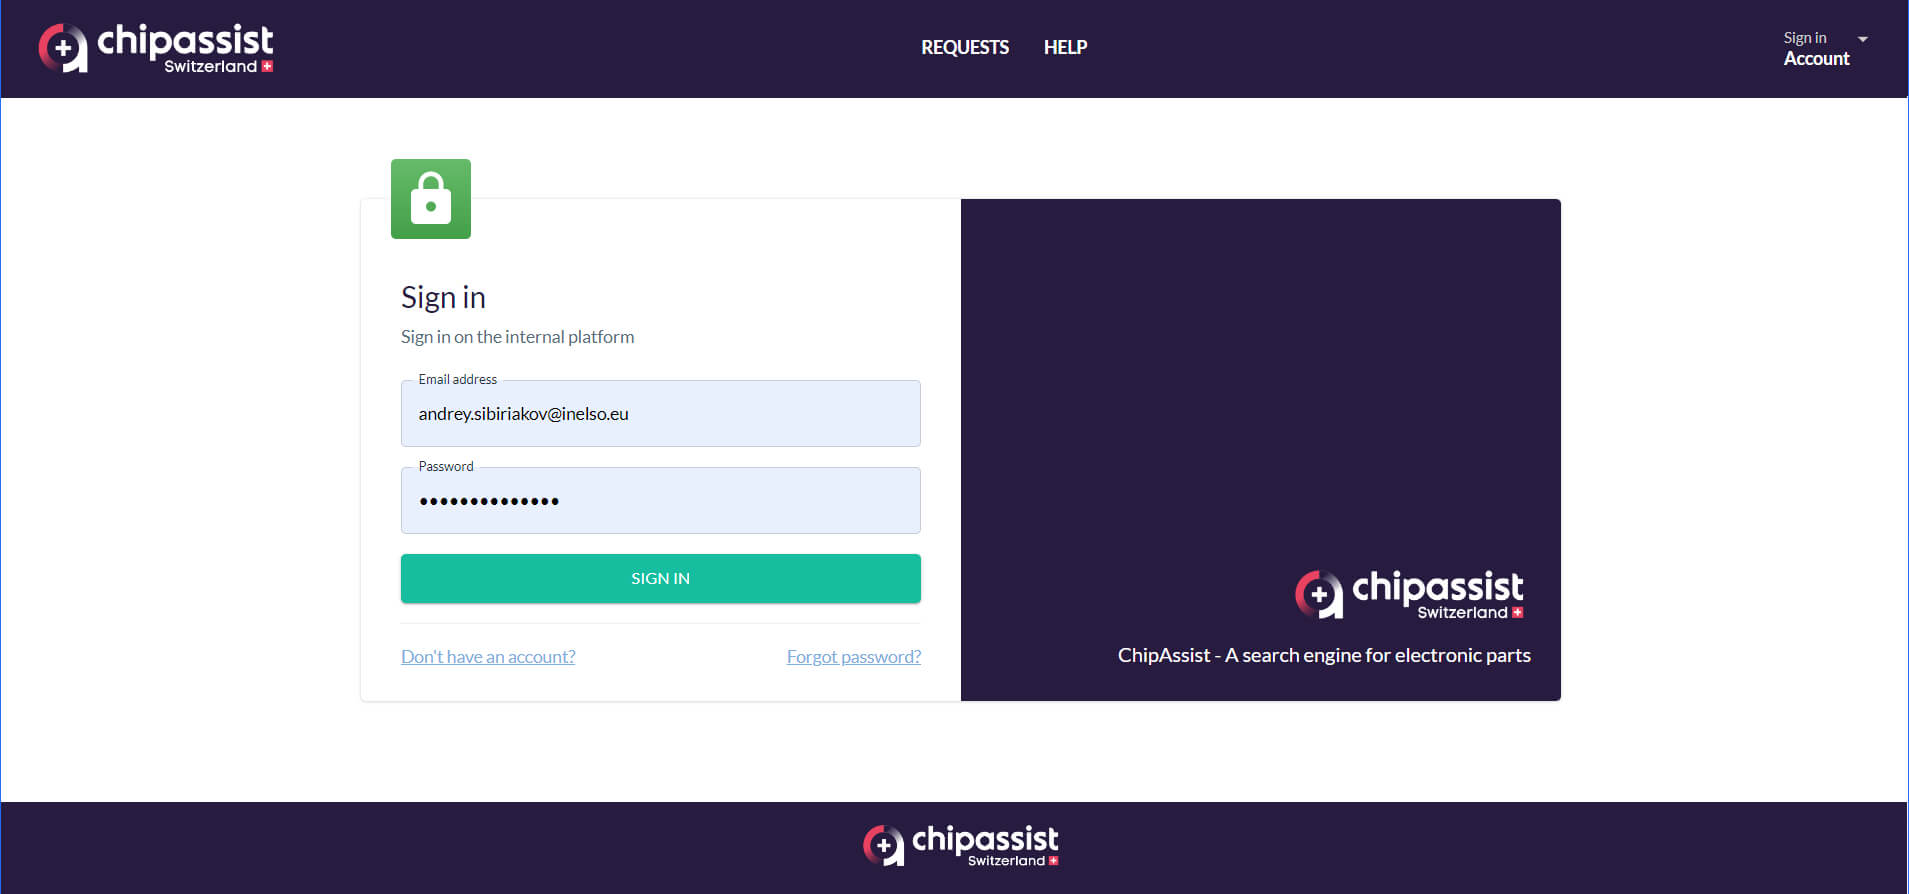 chipassist
Switzerland
REQUESTS
HELP
Sign in
Account
Sign in
Sign in on the internal platform
Email address
andrey.sibiriakov@inelso.eu
Password
••••••••••••••
SIGN IN
Don't have an account?
Forgot password?
chipassist
Switzerland
ChipAssist - A search engine for electronic parts
chipassist
Switzerland